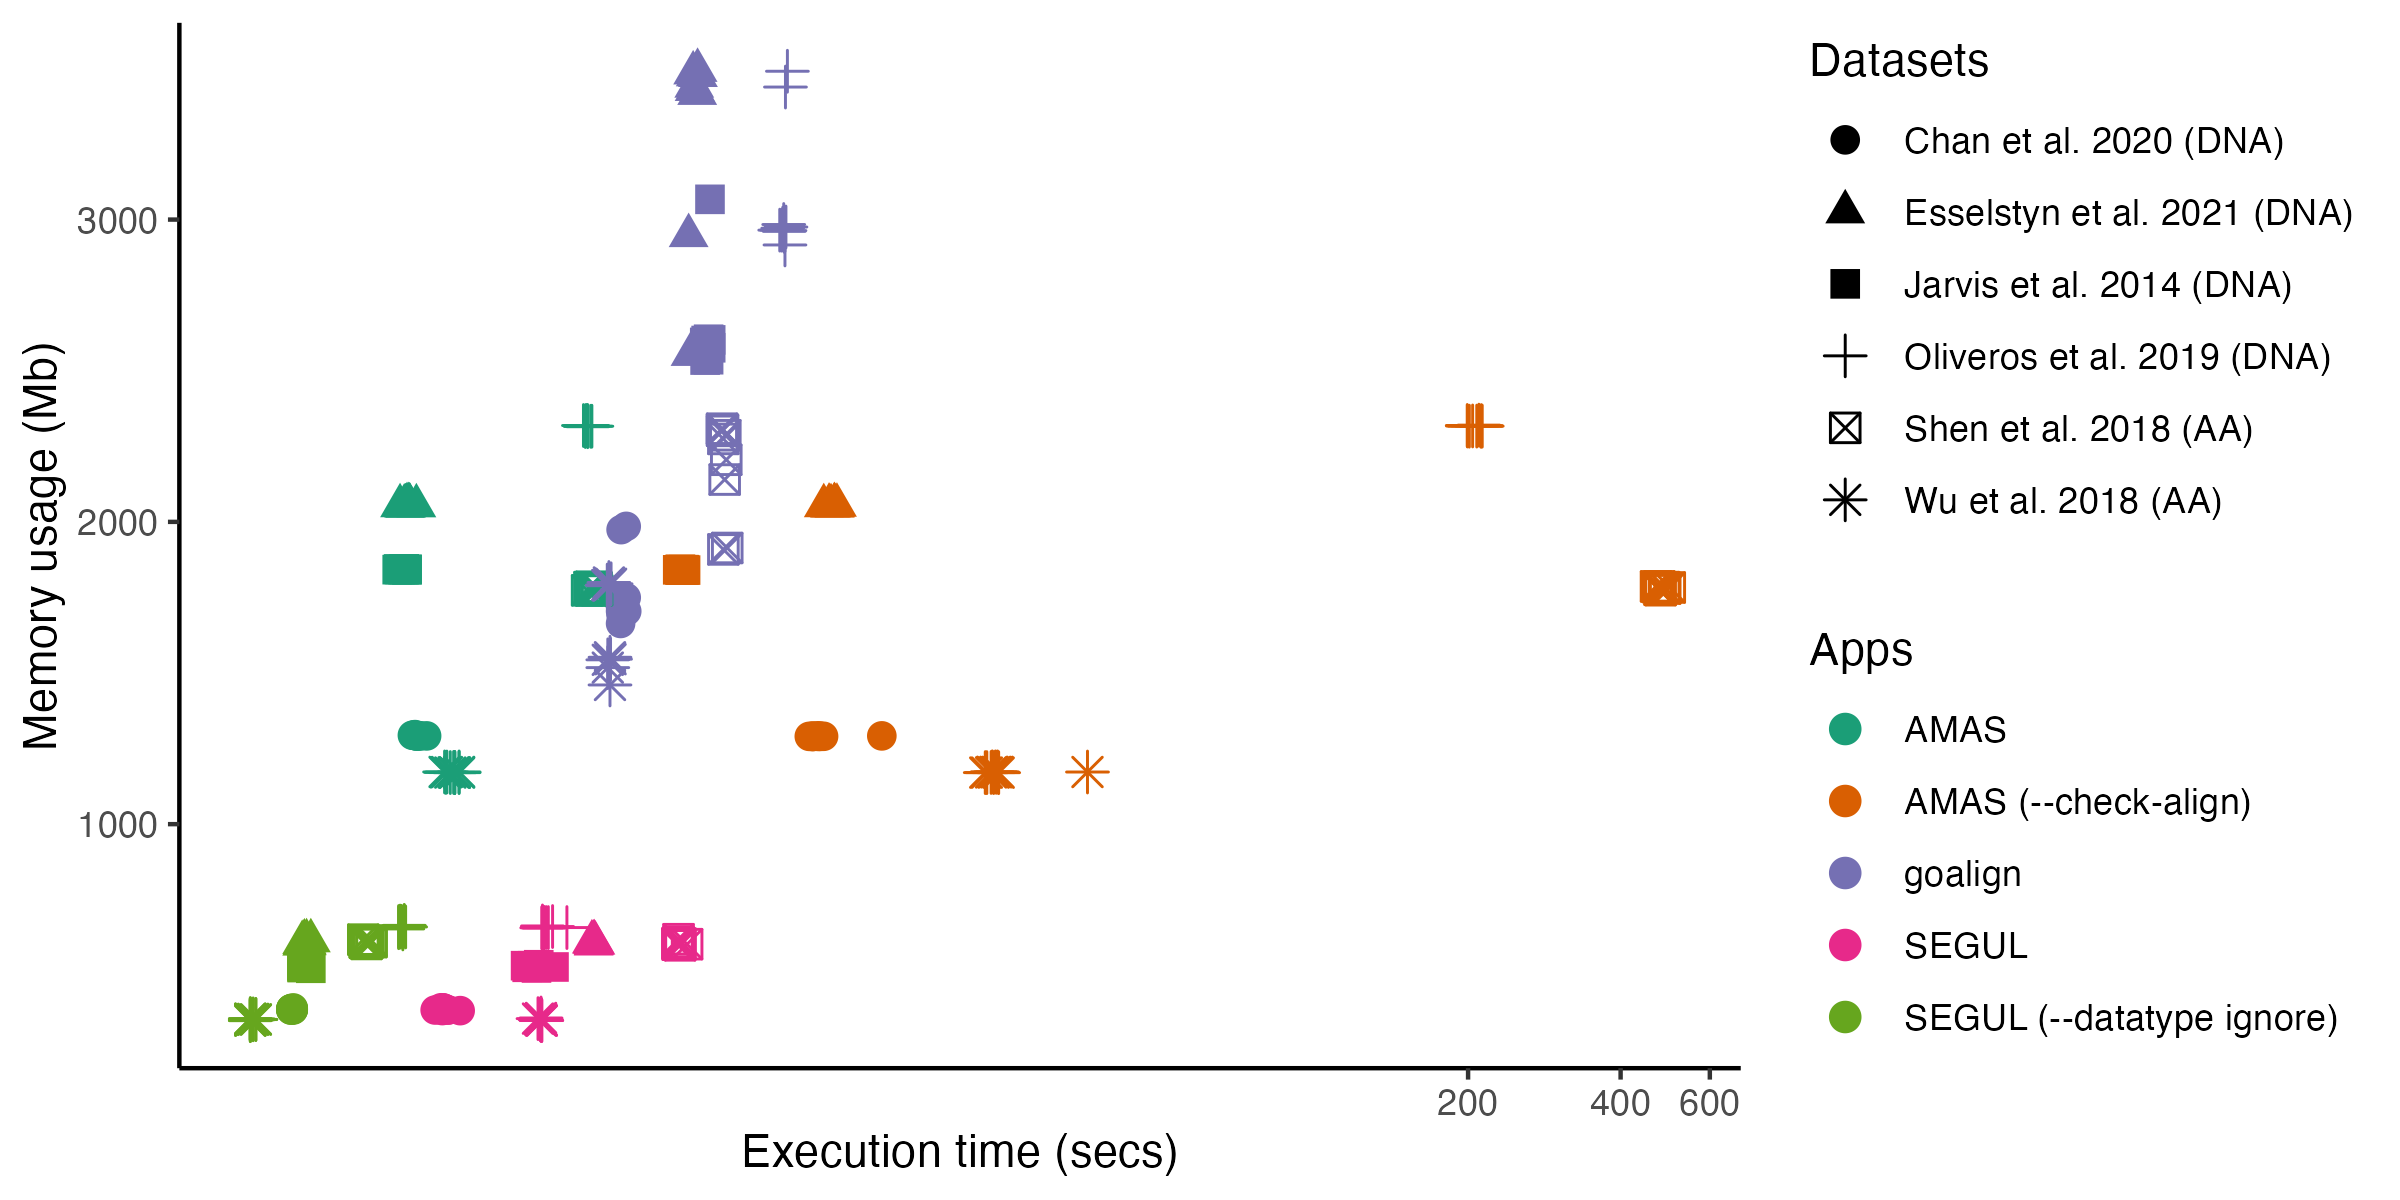 Memory usage (Mb)
3000
2000
1000
200
400
600
Execution time (secs)
Datasets
Chan et al. 2020 (DNA)
Esselstyn et al. 2021 (DNA)
Jarvis et al. 2014 (DNA)
Oliveros et al. 2019 (DNA)
Shen et al. 2018 (AA)
Wu et al. 2018 (AA)
Apps
AMAS
AMAS (--check-align)
goalign
SEGUL
SEGUL (--datatype ignore)